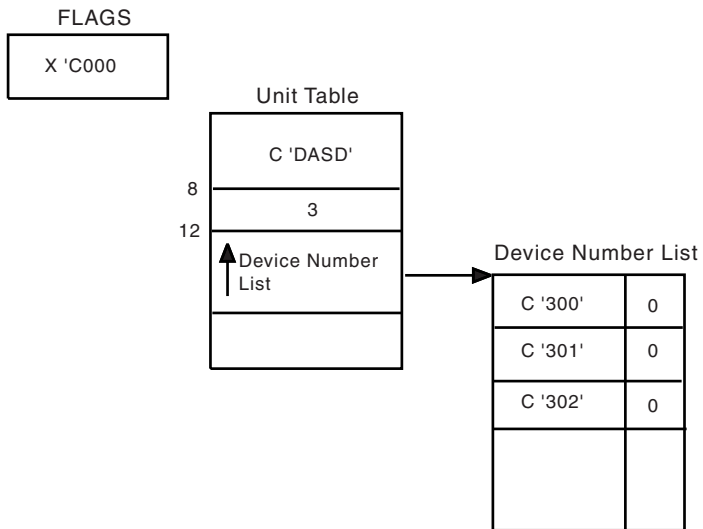 FLAGS
X 'C000
Unit Table
C 'DASD'
8
3
12
Device Number
List
Device Number List
C '300' 0
C '301' 0
C '302' 0